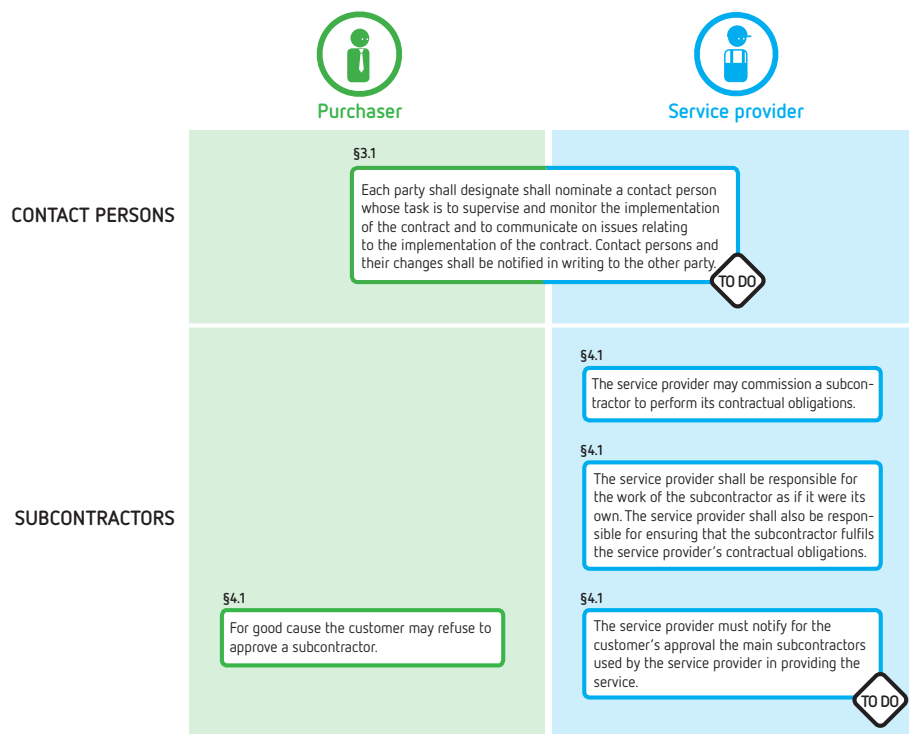 Purchaser
Service provider
CONTACT PERSONS
§3.1
Each party shall designate shall nominate a contact person
whose task is to supervise and monitor the implementation
of the contract and to communicate on issues relating
to the implementation of the contract. Contact persons and
their changes shall be notified in writing to the other party.
TO DO
SUBCONTRACTORS
§4.1
The service provider may commission a subcon-
tractor to perform its contractual obligations.
§4.1
The service provider shall be responsible for
the work of the subcontractor as if it were its
own. The service provider shall also be respon-
sible for ensuring that the subcontractor fulfils
the service provider's contractual obligations.
§4.1
For good cause the customer may refuse to
approve a subcontractor.
§4.1
The service provider must notify for the
customer's approval the main subcontractors
used by the service provider in providing the
service.
TO DO